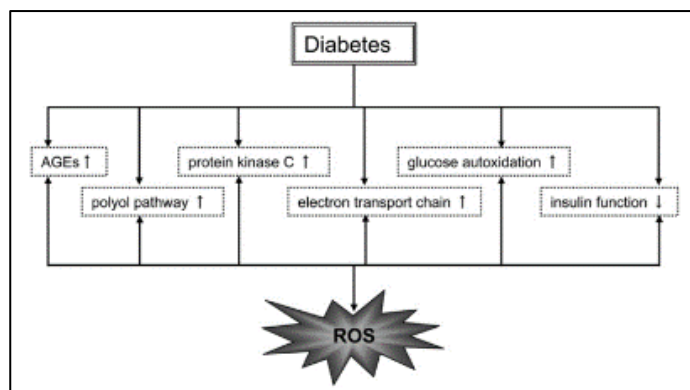 Diabetes
AGEs ↑
protein kinase C ↑
glucose autoxidation ↑
polyol pathway ↑
electron transport chain ↑
insulin function ↓
ROS